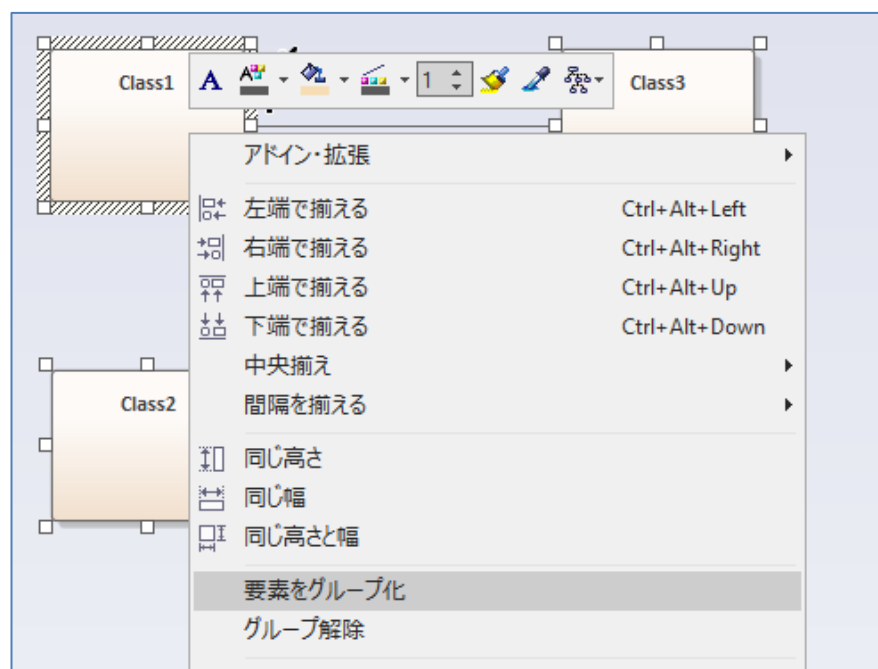 Class1
A
A
1
Class3
アドイン・拡張
左端で揃える Ctrl+Alt+Left
右端で揃える Ctrl+Alt+Right
上端で揃える Ctrl+Alt+Up
下端で揃える Ctrl+Alt+Down
中央揃え
Class2
間隔を揃える
同じ高さ
同じ幅
同じ高さと幅
要素をグループ化
グループ解除